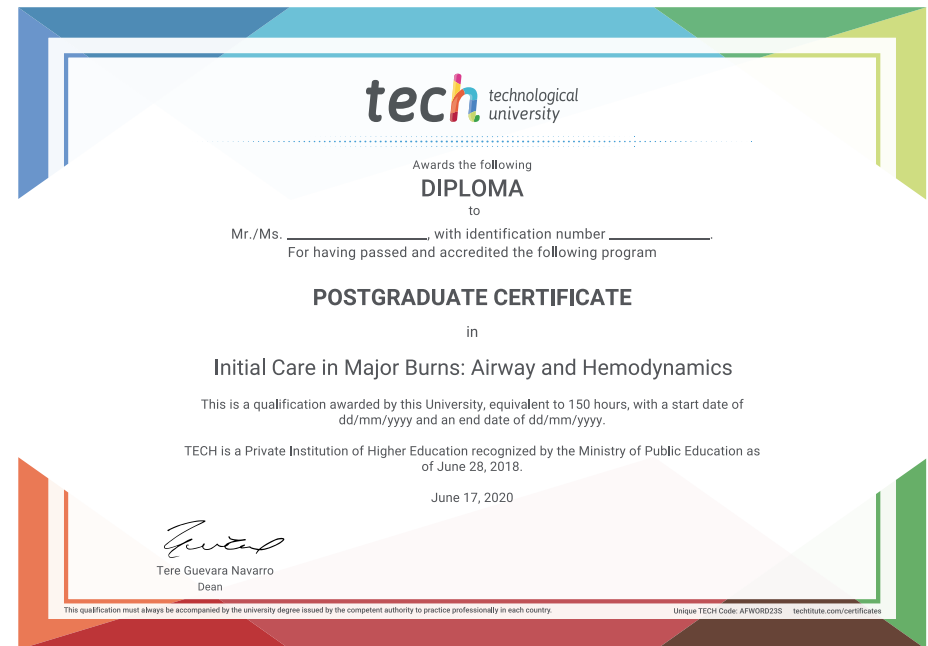 tech technological
university
Awards the following
DIPLOMA
to
Mr./Ms. ____________________, with identification number ______________.
For having passed and accredited the following program
POSTGRADUATE CERTIFICATE
in
Initial Care in Major Burns: Airway and Hemodynamics
This is a qualification awarded by this University, equivalent to 150 hours, with a start date of
dd/mm/yyyy and an end date of dd/mm/yyyy.
TECH is a Private Institution of Higher Education recognized by the Ministry of Public Education as
of June 28, 2018.
June 17, 2020
Tere Guevara Navarro
Dean
This qualification must always be accompanied by the university degree issued by the competent authority to practice professionally in each country.
Unique TECH Code: AFWORD23S techtitute.com/certificates